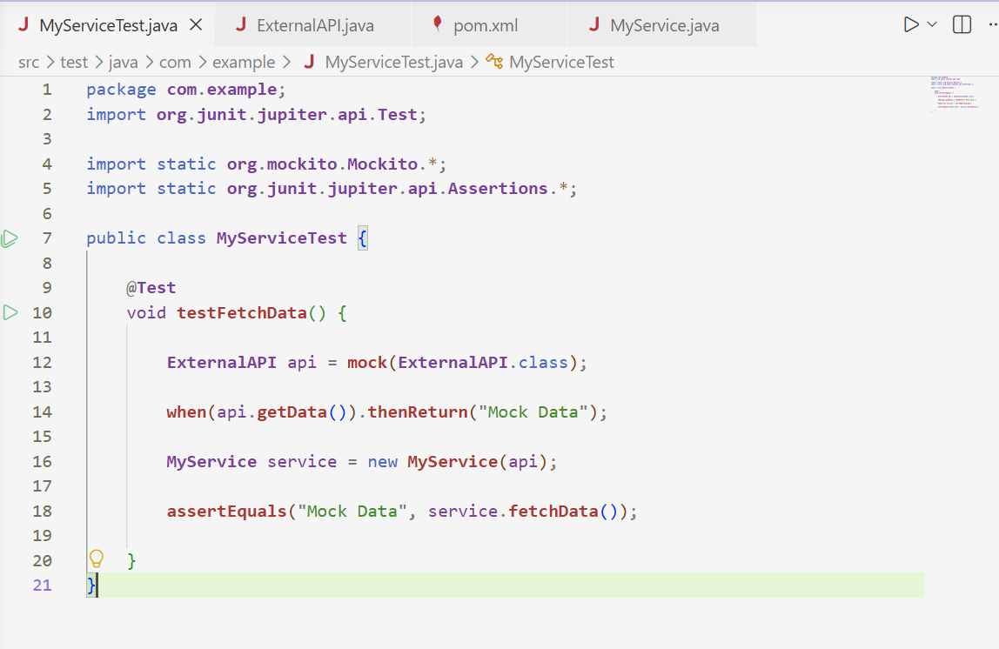 MyServiceTest.java ExternalAPI.java pom.xml MyService.java
src > test > java > com > example > MyServiceTest.java > MyServiceTest
1 package com.example;
2 import org.junit.jupiter.api.Test;
3
4 import static org.mockito.Mockito.*;
5 import static org.junit.jupiter.api.Assertions.*;
6
7 public class MyServiceTest {
8
9     @Test
10     void testFetchData() {
11
12         ExternalAPI api = mock(ExternalAPI.class);
13
14         when(api.getData()).thenReturn("Mock Data");
15
16         MyService service = new MyService(api);
17
18         assertEquals("Mock Data", service.fetchData());
19
20     }
21 }